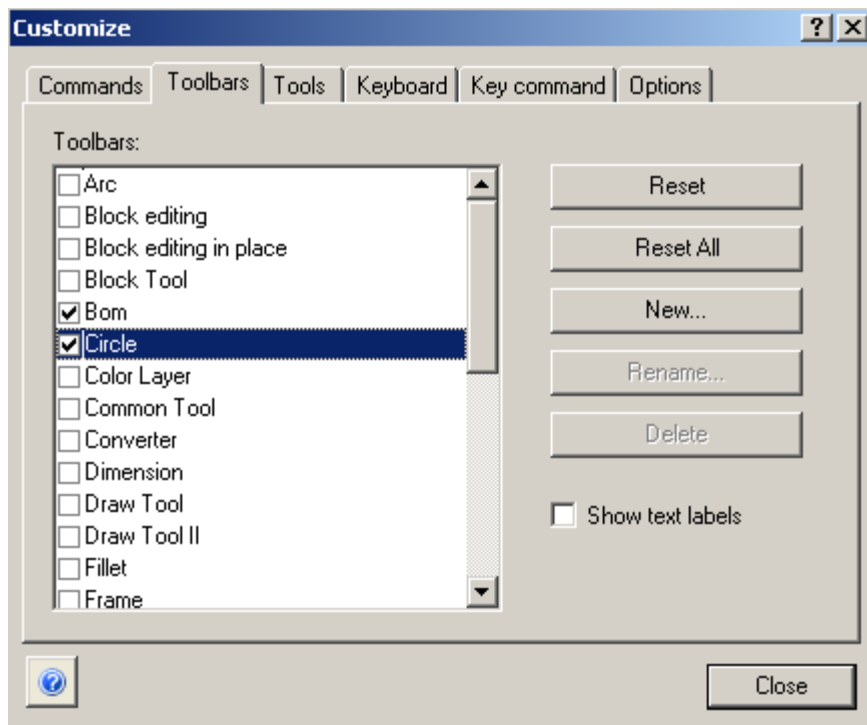 Customize
Commands Toolbars Tools Keyboard Key command Options
Toolbars:
Arc
Block editing
Block editing in place
Block Tool
Bom
Circle
Color Layer
Common Tool
Converter
Dimension
Draw Tool
Draw Tool II
Fillet
Frame
Reset
Reset All
New...
Rename...
Delete
Show text labels
Close